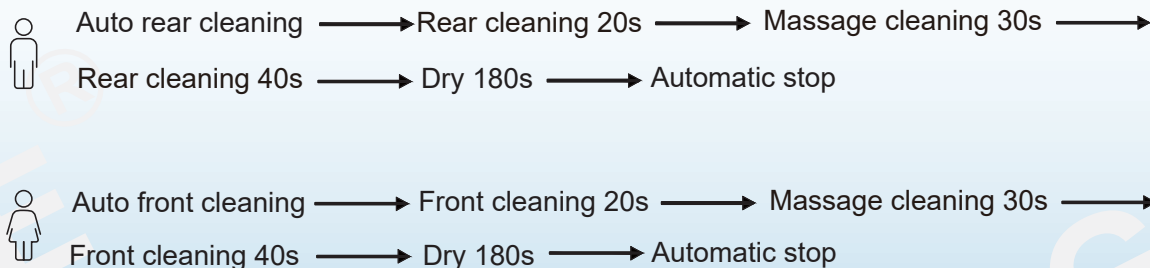 Auto rear cleaning Rear cleaning 20s Massage cleaning 30s
Rear cleaning 40s Dry 180s Automatic stop
Auto front cleaning Front cleaning 20s Massage cleaning 30s
Front cleaning 40s Dry 180s Automatic stop